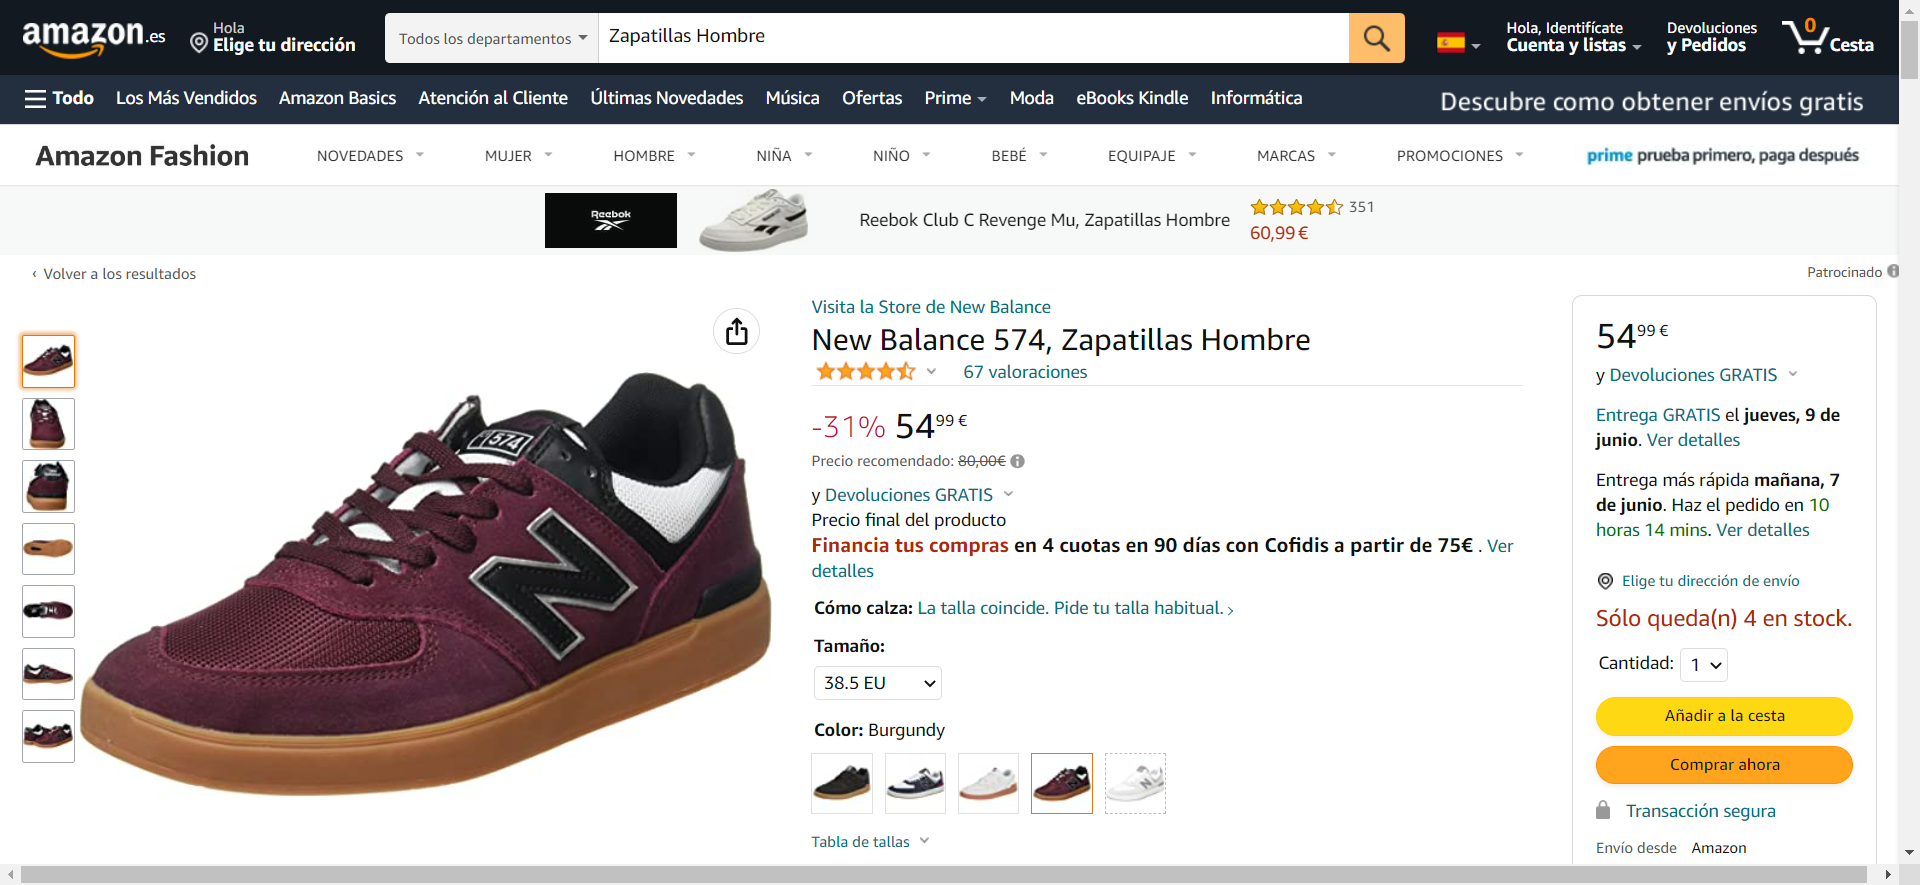 amazon.es
Hola
Elige tu dirección
Todos los departamentos
Zapatillas Hombre
Hola, Identifícate
Cuenta y listas
Devoluciones
y Pedidos
0
Cesta
Todo
Los Más Vendidos
Amazon Basics
Atención al Cliente
Últimas Novedades
Música
Ofertas
Prime
Moda
eBooks Kindle
Informática
Descubre como obtener envíos gratis
Amazon Fashion
NOVEDADES
MUJER
HOMBRE
NIÑA
NIÑO
BEBÉ
EQUIPAJE
MARCAS
PROMOCIONES
prime prueba primero, paga después
Reebok
Reebok Club C Revenge Mu, Zapatillas Hombre
351
60,99 €
‹ Volver a los resultados
Patrocinado
574
N
Visita la Store de New Balance
New Balance 574, Zapatillas Hombre
67 valoraciones
-31% 54,99 €
Precio recomendado: 80,00€
y Devoluciones GRATIS
Precio final del producto
Financia tus compras en 4 cuotas en 90 días con Cofidis a partir de 75€ . Ver
detalles
Cómo calza: La talla coincide. Pide tu talla habitual. ›
Tamaño:
38.5 EU
Color: Burgundy
Tabla de tallas
54 99 €
y Devoluciones GRATIS
Entrega GRATIS el jueves, 9 de
junio. Ver detalles
Entrega más rápida mañana, 7
de junio. Haz el pedido en 10
horas 14 mins. Ver detalles
Elige tu dirección de envío
Sólo queda(n) 4 en stock.
Cantidad: 1
Añadir a la cesta
Comprar ahora
Transacción segura
Envío desde Amazon